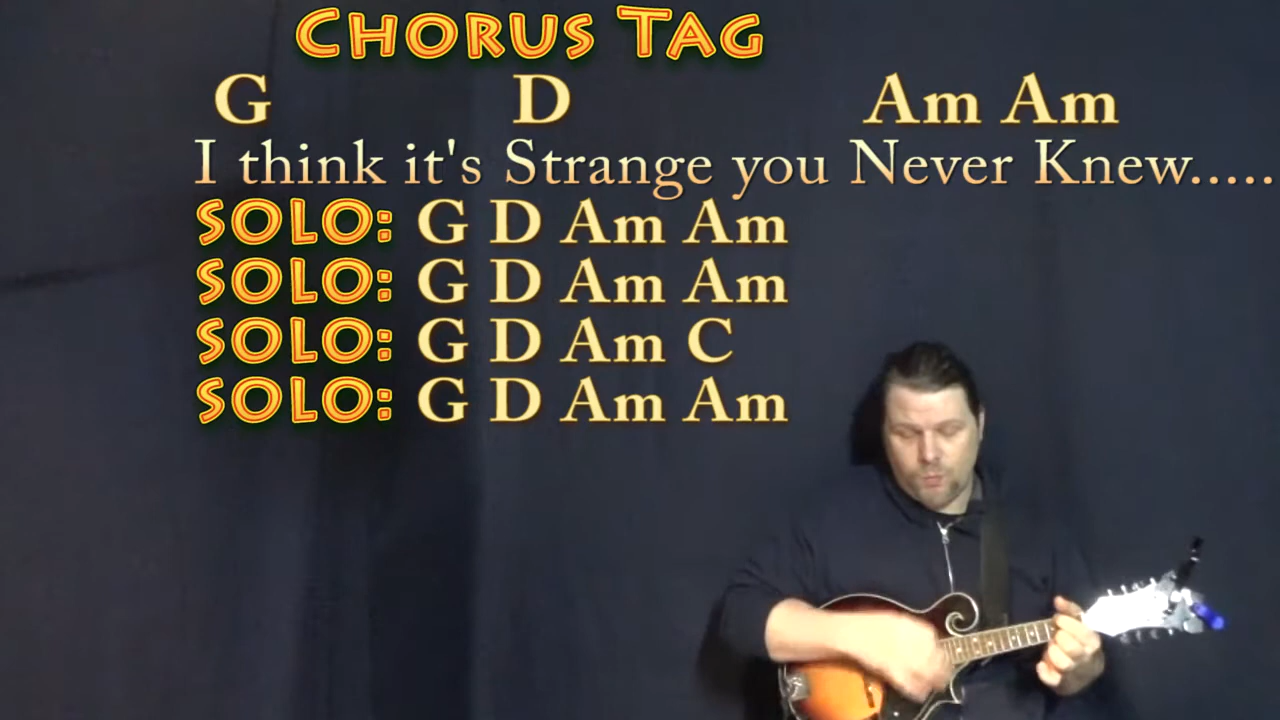 CHORUS TAG
G D Am Am
I think it's Strange you Never Knew.....
SOLO: G D Am Am
SOLO: G D Am Am
SOLO: G D Am C
SOLO: G D Am Am